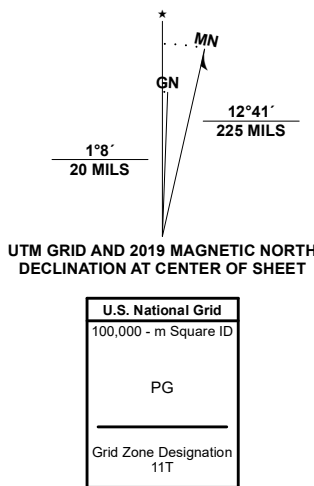 ★
MN
GN
12°41´
225 MILS
1°8´
20 MILS
UTM GRID AND 2019 MAGNETIC NORTH
DECLINATION AT CENTER OF SHEET
U.S. National Grid
100,000 - m Square ID
PG
Grid Zone Designation
11T